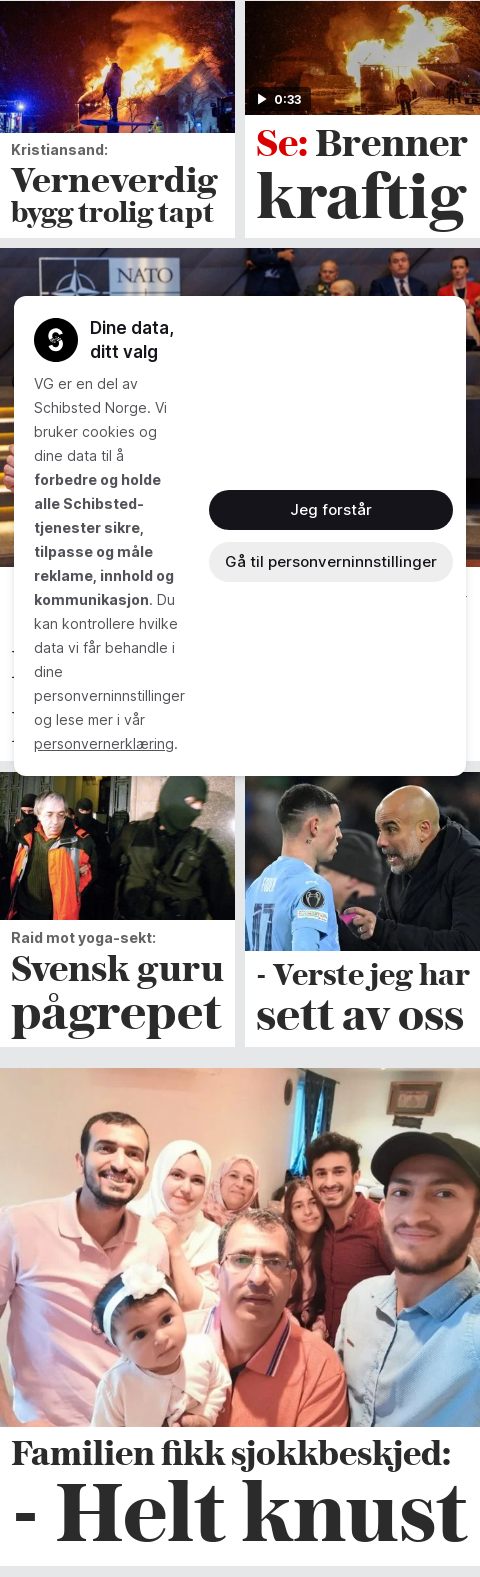 0:33
Kristiansand:
Verneverdig
bygg trolig tapt
Se: Brenner
kraftig
NATO
Dine data,
ditt valg
VG er en del av
Schibsted Norge. Vi
bruker cookies og
dine data til å
forbedre og holde
alle Schibsted-
tjenester sikre,
tilpasse og måle
reklame, innhold og
kommunikasjon. Du
kan kontrollere hvilke
data vi får behandle i
dine
personverninnstillinger
og lese mer i vår
personvernerklæring.
Jeg forstår
Gå til personverninnstillinger
Raid mot yoga-sekt:
Svensk guru
pågrepet
- Verste jeg har
sett av oss
Familien fikk sjokkbeskjed:
- Helt knust